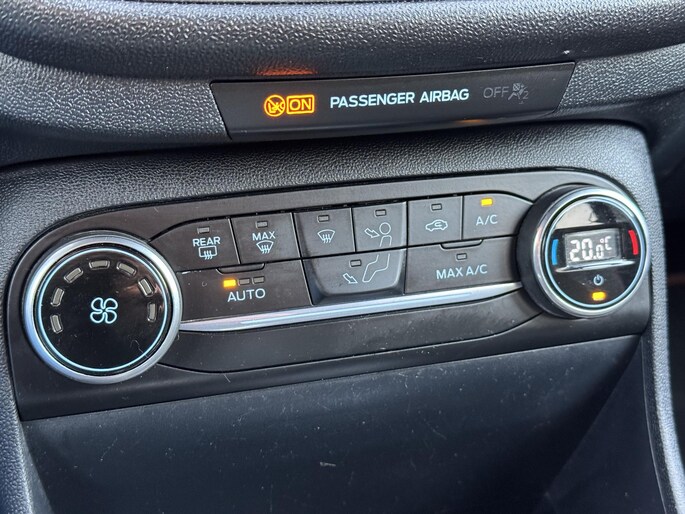 ON PASSENGER AIRBAG OFF
REAR
MAX
A/C
AUTO
MAX A/C
20.0°C